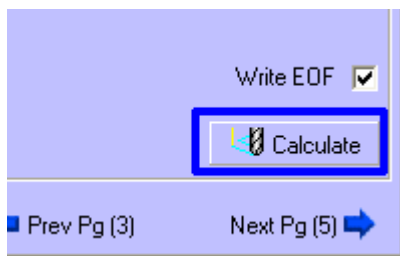 Write EOF
Calculate
Prev Pg (3) Next Pg (5)